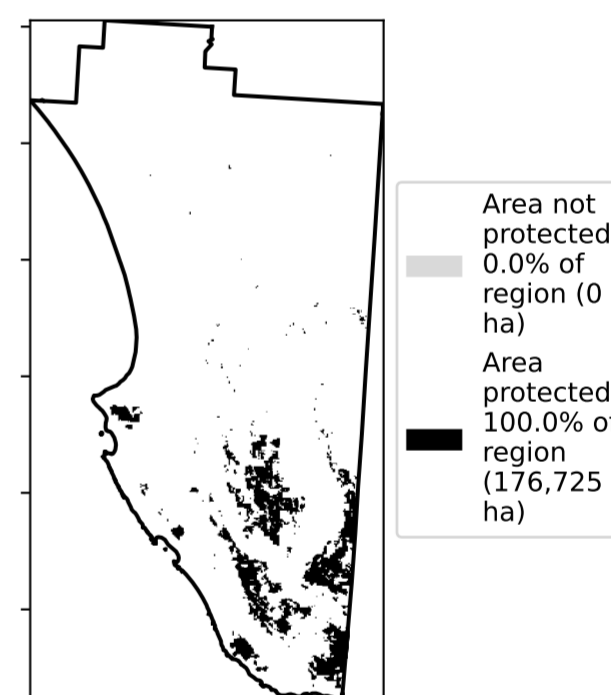 Area not
protected
0.0% of
region (0
ha)
Area
protected
100.0% of
region
(176,725
ha)